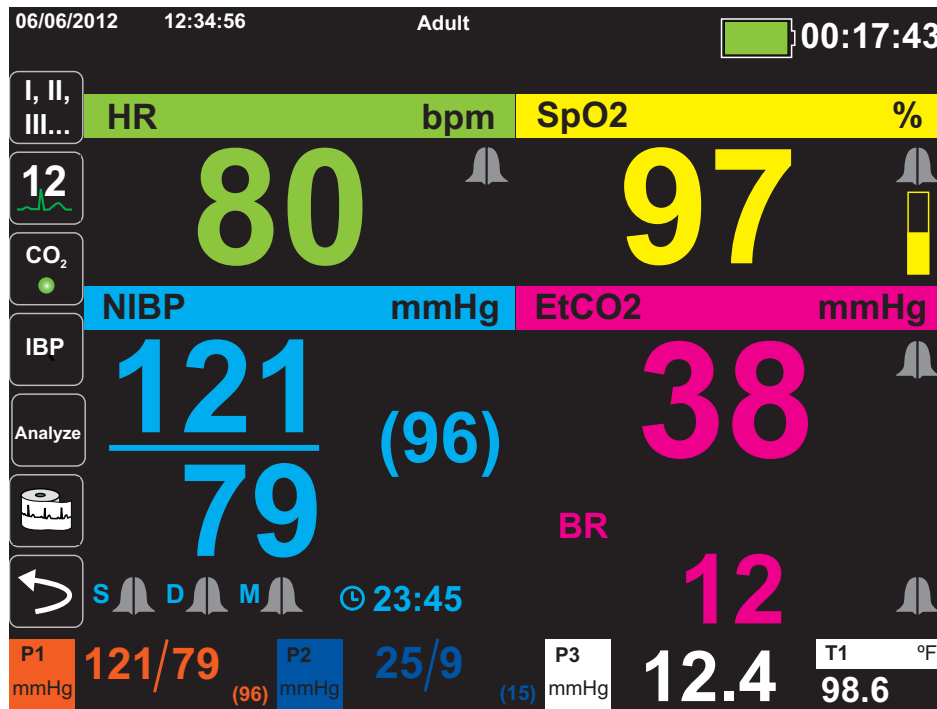 06/06/2012 12:34:56 Adult 00:17:43
I, II,
III...
HR bpm SpO2 %
80 97
12
CO2
NIBP mmHg EtCO2 mmHg
IBP
121 38
(96)
Analyze
79
BR
12
S D M 23:45
P1 mmHg 121/79 (96)
P2 mmHg 25/9 (15)
P3 mmHg 12.4
T1 ºF
98.6